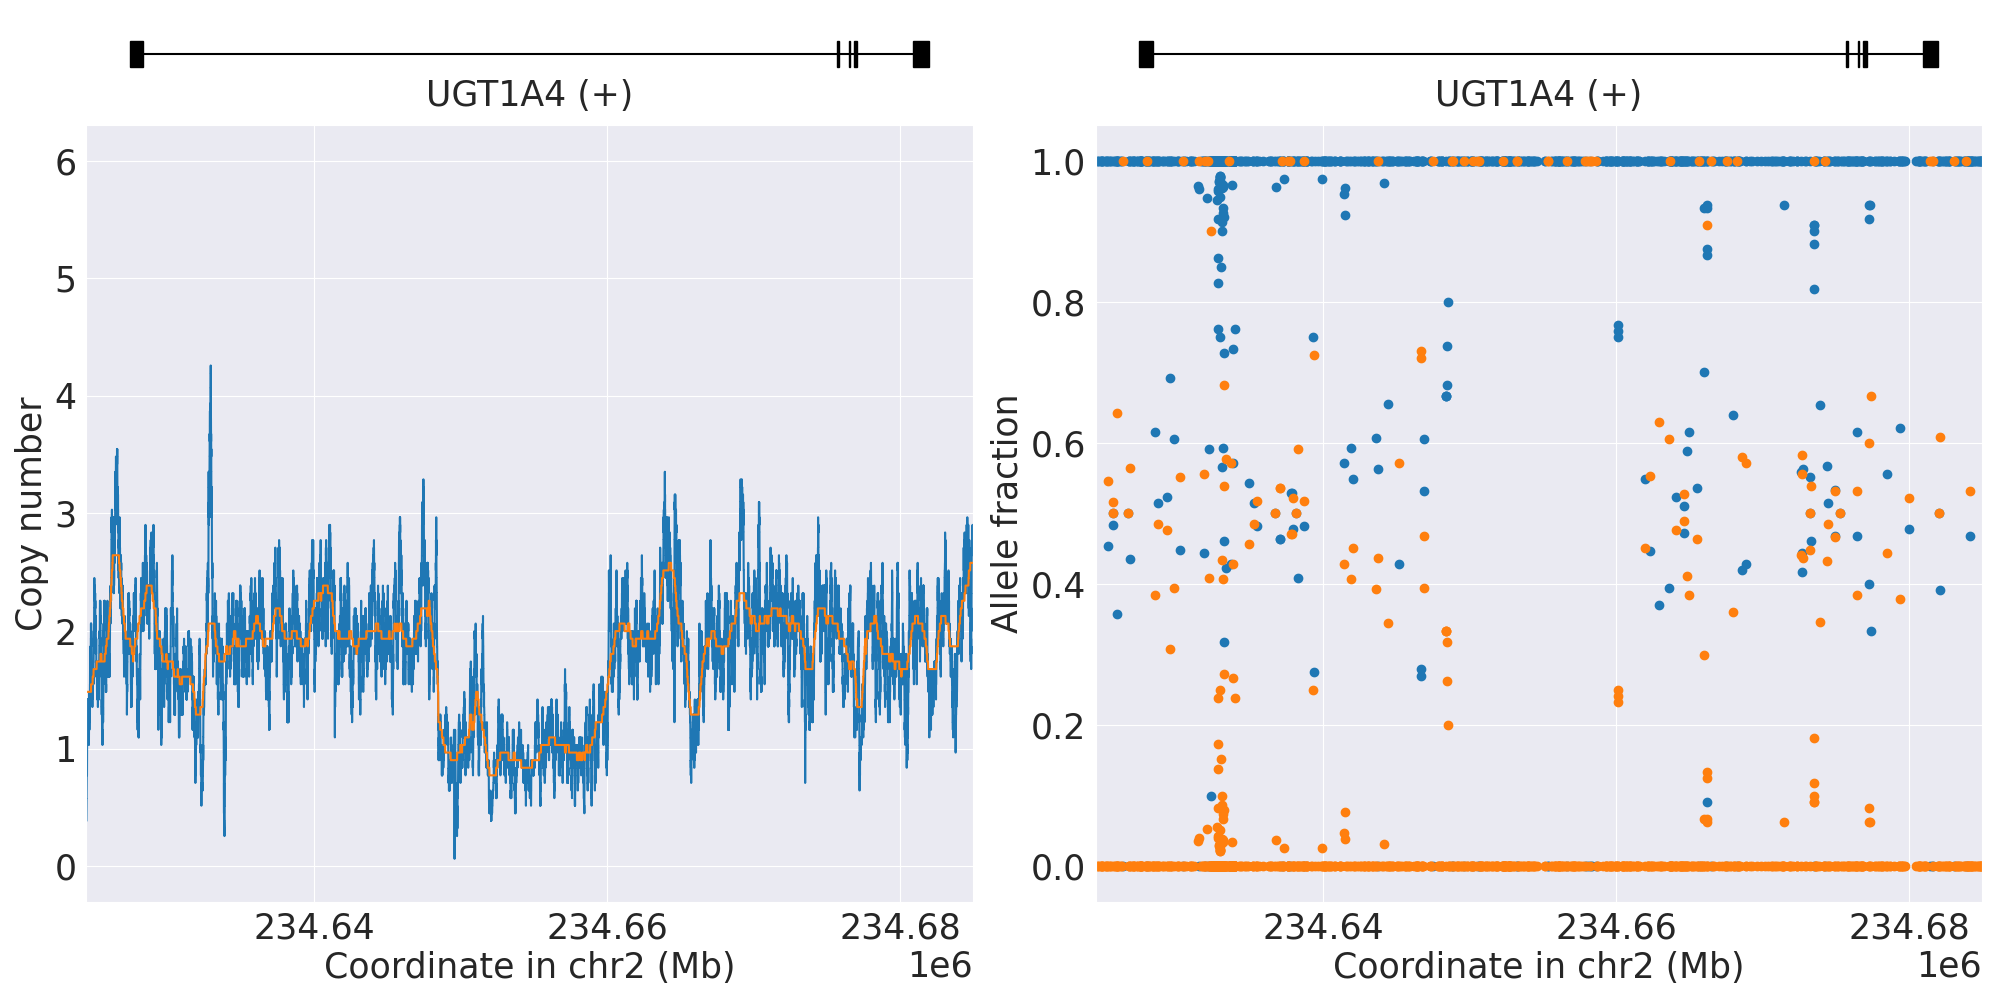 UGT1A4 (+)
6
5
4
3
2
1
0
Copy number
234.64 234.66 234.68
1e6
Coordinate in chr2 (Mb)
UGT1A4 (+)
1.0
0.8
0.6
0.4
0.2
0.0
Allele fraction
234.64 234.66 234.68
1e6
Coordinate in chr2 (Mb)